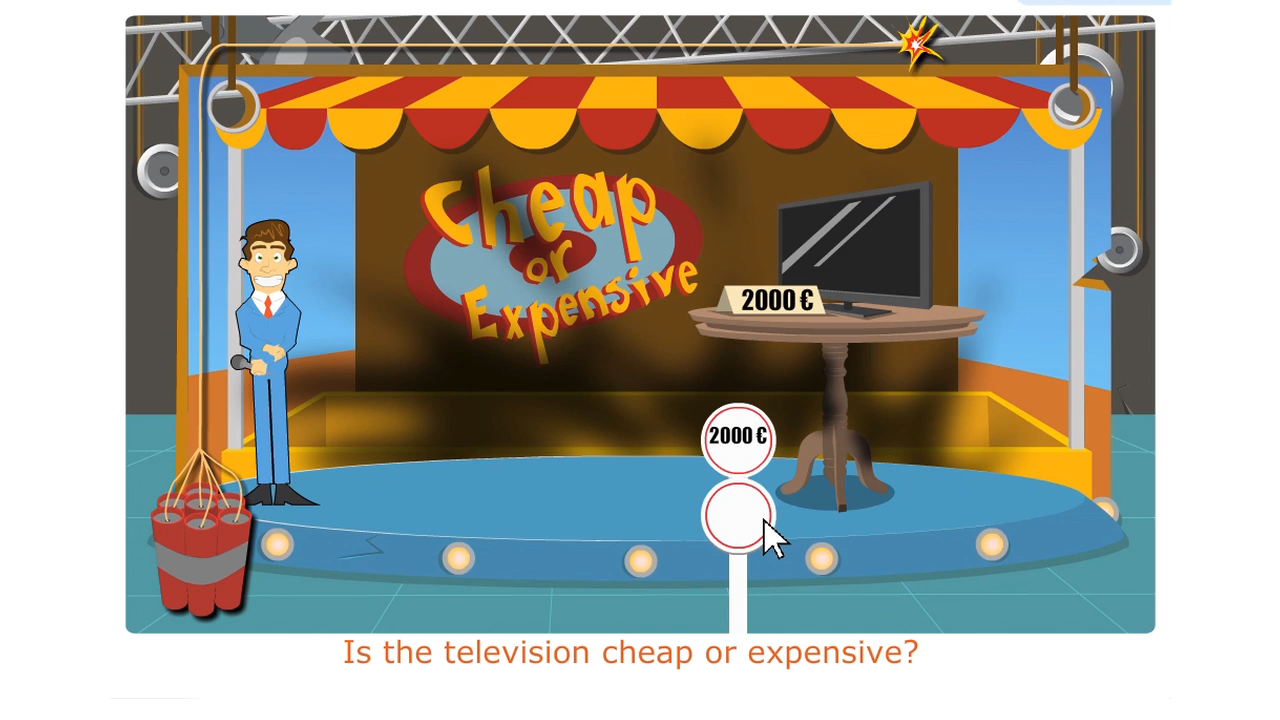 Cheap
or
Expensive
2000 €
2000 €
Is the television cheap or expensive?